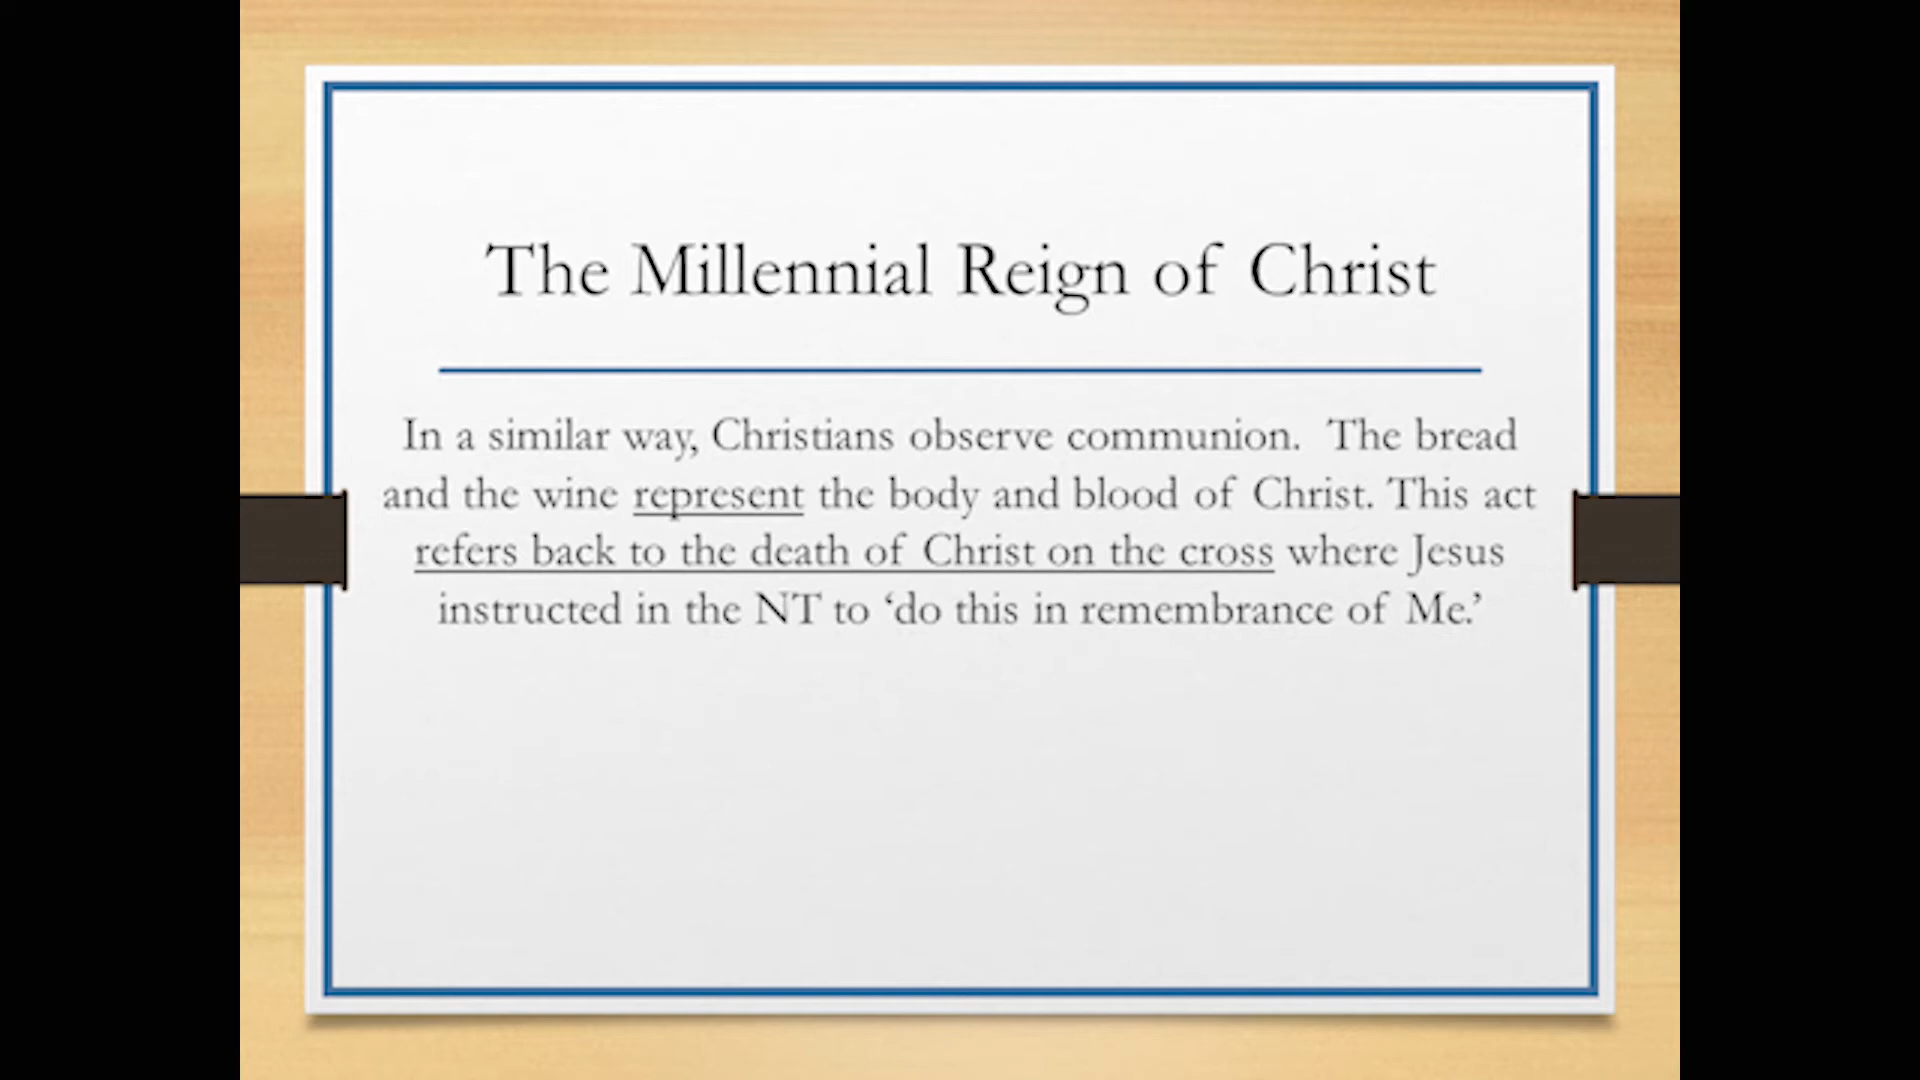 The Millennial Reign of Christ
In a similar way, Christians observe communion.  The bread
and the wine represent the body and blood of Christ. This act
refers back to the death of Christ on the cross where Jesus
instructed in the NT to ‘do this in remembrance of Me.’